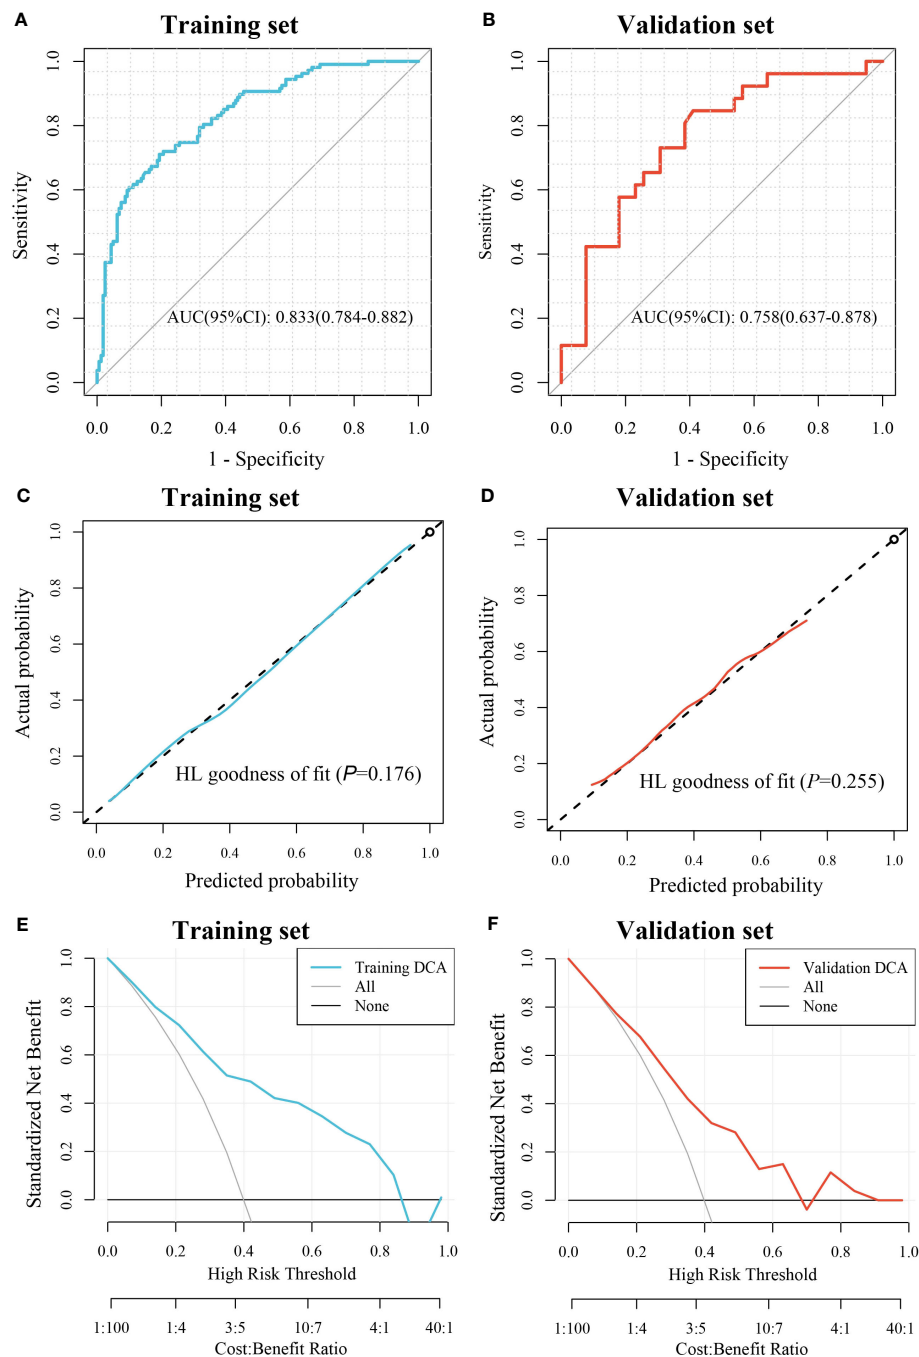 A Training set
1.0
0.8
0.6
0.4
0.2
0.0
Sensitivity
AUC(95%CI): 0.833(0.784-0.882)
0.0 0.2 0.4 0.6 0.8 1.0
1 - Specificity
B Validation set
1.0
0.8
0.6
0.4
0.2
0.0
Sensitivity
AUC(95%CI): 0.758(0.637-0.878)
0.0 0.2 0.4 0.6 0.8 1.0
1 - Specificity
C Training set
1.0
0.8
0.6
0.4
0.2
0.0
Actual probability
HL goodness of fit (P=0.176)
0.0 0.2 0.4 0.6 0.8 1.0
Predicted probability
D Validation set
1.0
0.8
0.6
0.4
0.2
0.0
Actual probability
HL goodness of fit (P=0.255)
0.0 0.2 0.4 0.6 0.8 1.0
Predicted probability
E Training set
1.0
0.8
0.6
0.4
0.2
0.0
Standardized Net Benefit
Training DCA
All
None
0.0 0.2 0.4 0.6 0.8 1.0
High Risk Threshold
1:100 1:4 3:5 10:7 4:1 40:1
Cost:Benefit Ratio
F Validation set
1.0
0.8
0.6
0.4
0.2
0.0
Standardized Net Benefit
Validation DCA
All
None
0.0 0.2 0.4 0.6 0.8 1.0
High Risk Threshold
1:100 1:4 3:5 10:7 4:1 40:1
Cost:Benefit Ratio